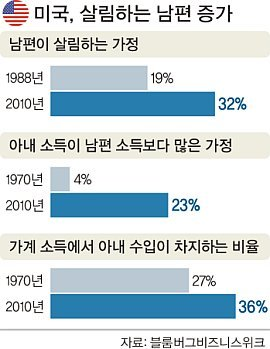 미국, 살림하는 남편 증가
남편이 살림하는 가정
1988년 19%
2010년 32%
아내 소득이 남편 소득보다 많은 가정
1970년 4%
2010년 23%
가계 소득에서 아내 수입이 차지하는 비율
1970년 27%
2010년 36%
자료: 블룸버그비즈니스위크